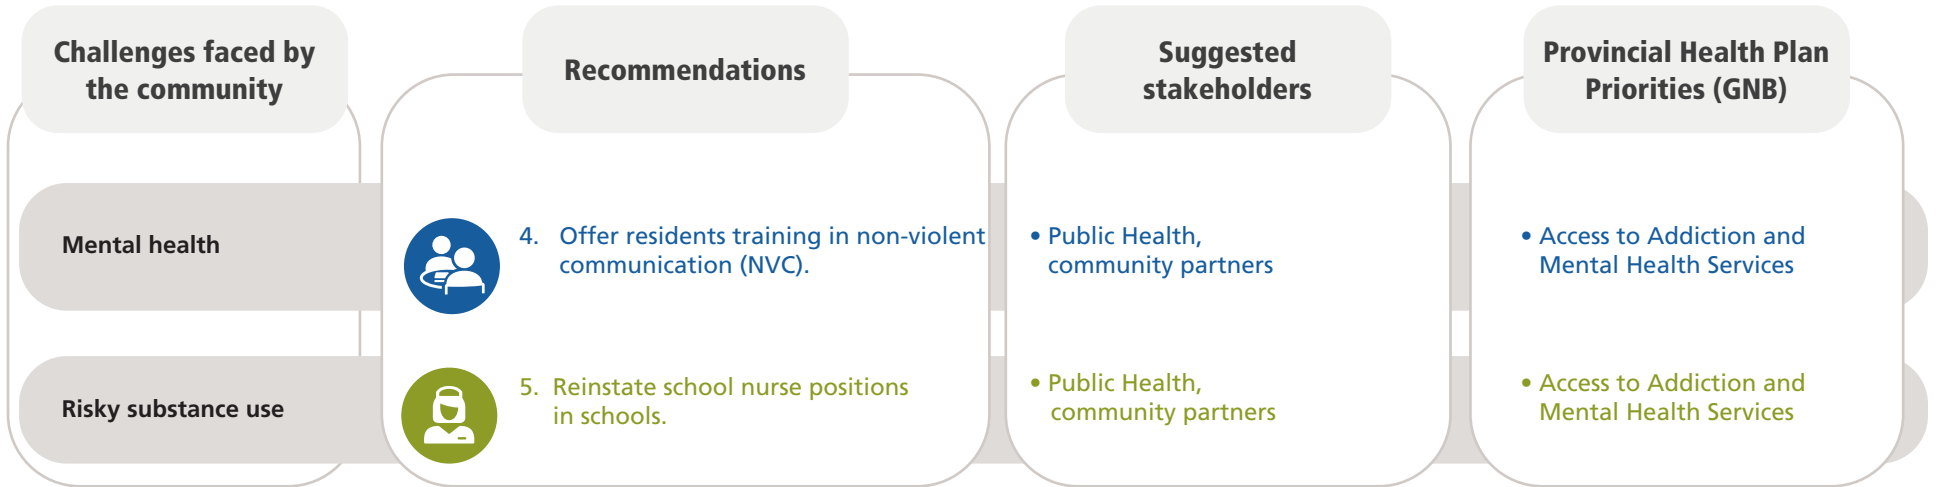 Challenges faced by
the community
Recommendations
Suggested
stakeholders
Provincial Health Plan
Priorities (GNB)
Mental health
4. Offer residents training in non-violent
communication (NVC).
• Public Health,
community partners
• Access to Addiction and
Mental Health Services
Risky substance use
5. Reinstate school nurse positions
in schools.
• Public Health,
community partners
• Access to Addiction and
Mental Health Services